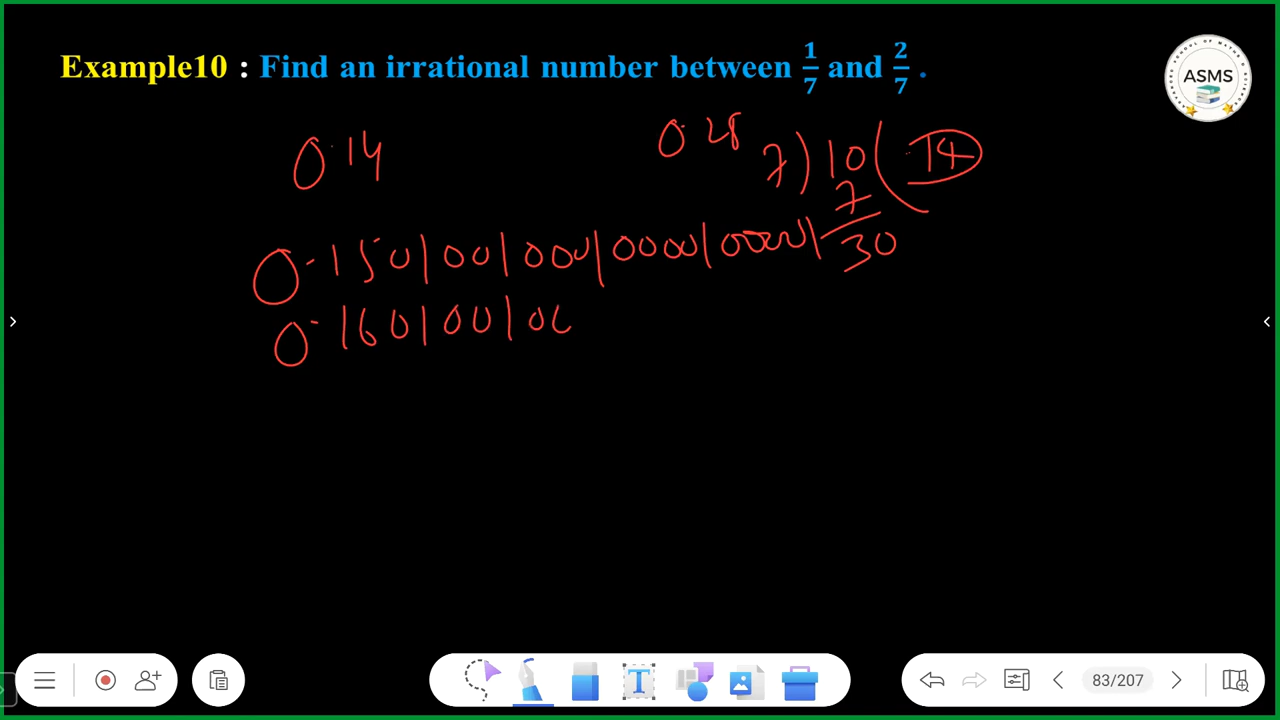 Example10 : Find an irrational number between 1/7 and 2/7 .
ASMS
0.14
0.28
7) 10 ( .14
7
30
0.150100100010000100001
0.16010010
83/207